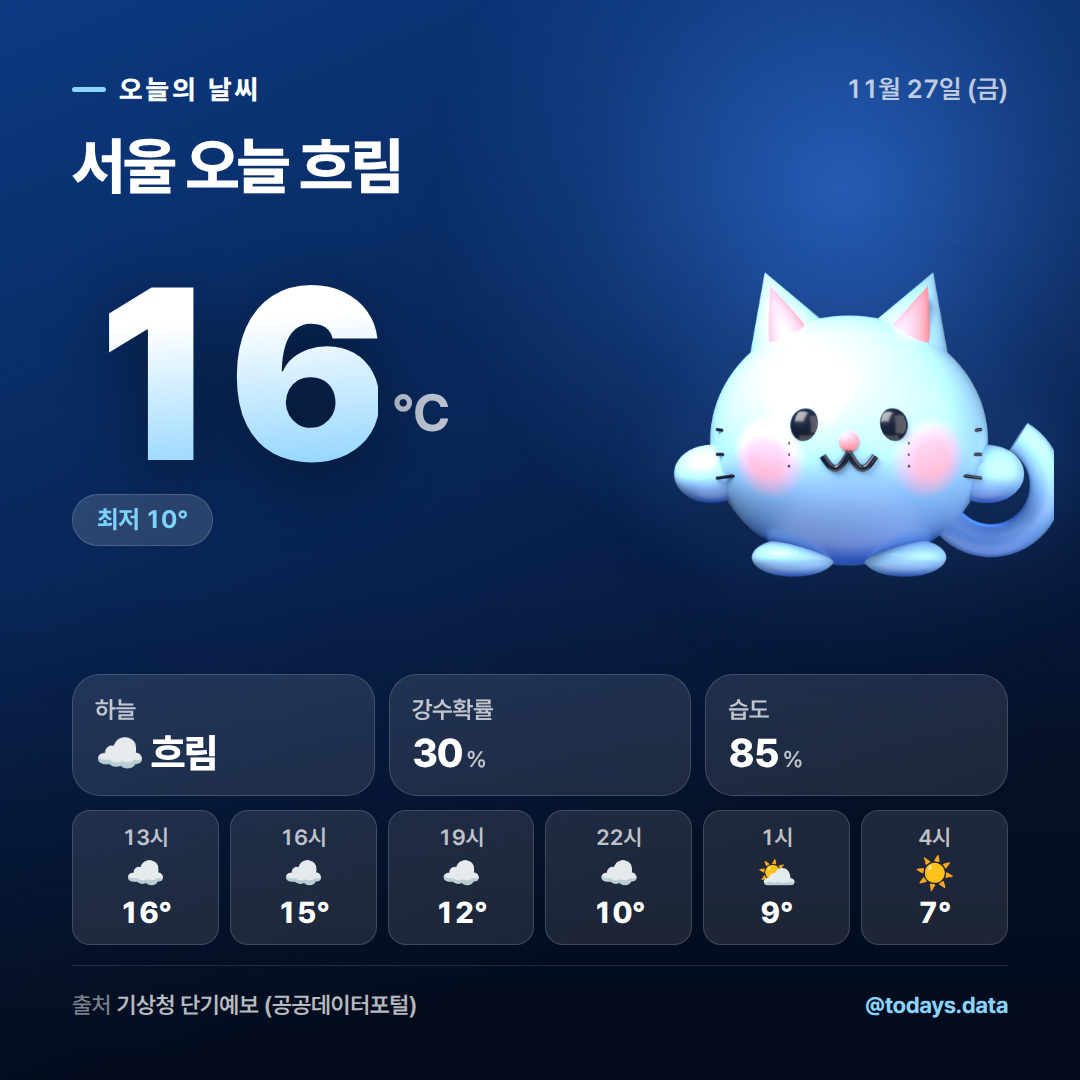 오늘의 날씨
11월 27일 (금)
서울 오늘 흐림
16 °C
최저 10°
하늘
흐림
강수확률
30 %
습도
85 %
13시
16°
16시
15°
19시
12°
22시
10°
1시
9°
4시
7°
출처 기상청 단기예보 (공공데이터포털)
@todays.data